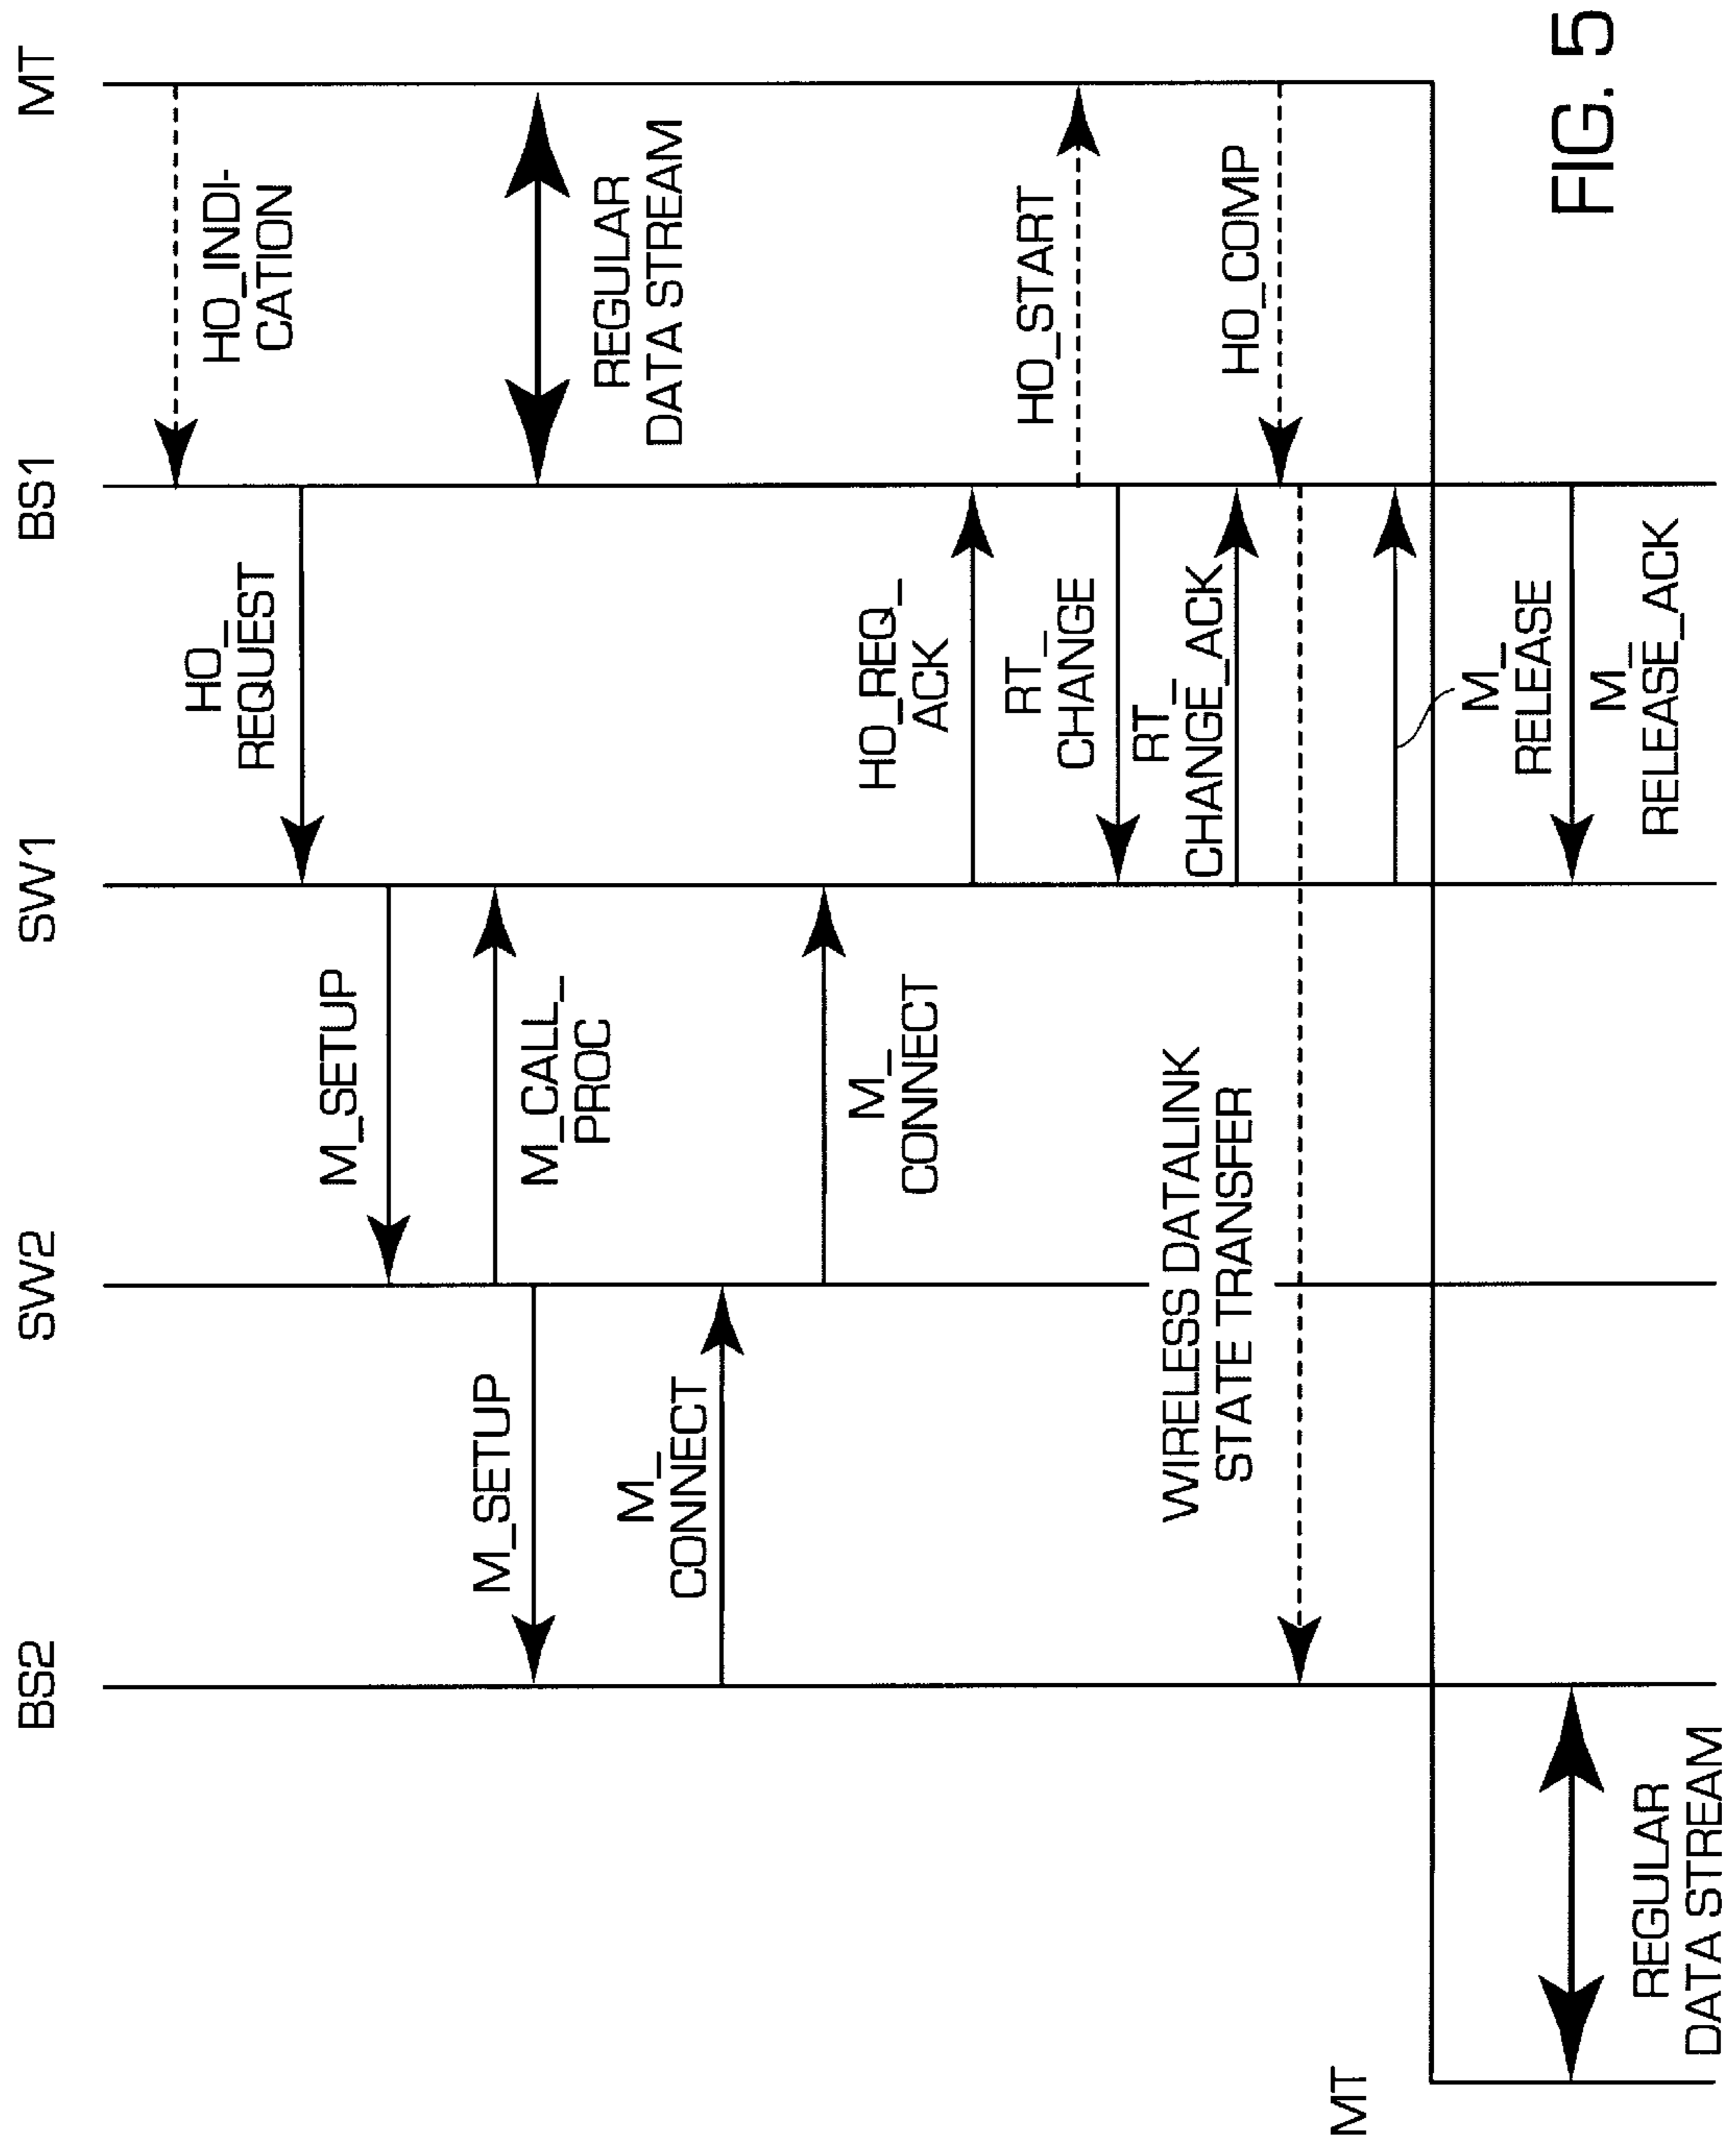 BS2
SW2
SW1
BS1
MT
HO_INDI-
CATION
HO_
REQUEST
M_SETUP
M_CALL_
PROC
M_SETUP
REGULAR
DATA STREAM
M_
CONNECT
M_
CONNECT
HO_REQ_
ACK
HO_START
RT_
CHANGE
RT_
CHANGE_ACK
HO_COMP
WIRELESS DATALINK
STATE TRANSFER
M_
RELEASE
M_
RELEASE_ACK
MT
REGULAR
DATA STREAM
FIG. 5